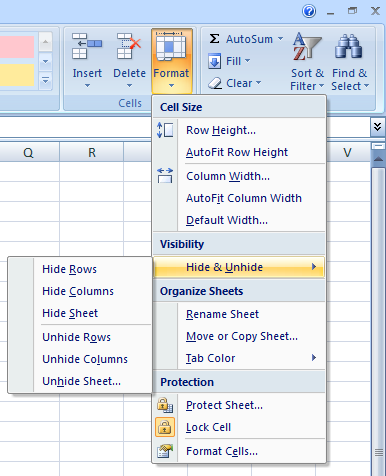 Σ AutoSum
Insert Delete Format
Fill
Sort & Find &
Clear
Filter Select
Cells
Cell Size
Row Height...
AutoFit Row Height
Q R V
Column Width...
AutoFit Column Width
Default Width...
Visibility
Hide & Unhide
Hide Rows
Hide Columns
Hide Sheet
Unhide Rows
Unhide Columns
Unhide Sheet...
Organize Sheets
Rename Sheet
Move or Copy Sheet...
Tab Color
Protection
Protect Sheet...
Lock Cell
Format Cells...